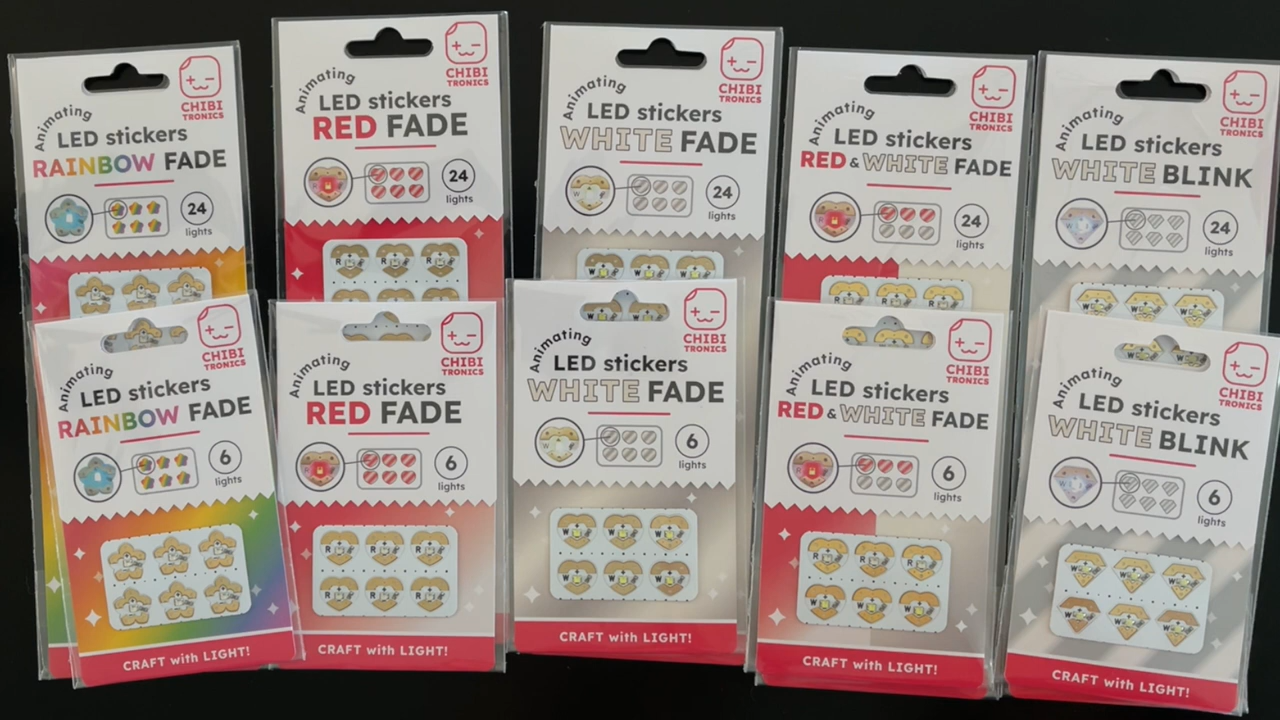 CHIBI
TRONICS
Animating
LED stickers
RAINBOW FADE
24
lights
CHIBI
TRONICS
Animating
LED stickers
RED FADE
24
lights
R R R
CHIBI
TRONICS
Animating
LED stickers
WHITE FADE
24
lights
W W W
CHIBI
TRONICS
Animating
LED stickers
RED & WHITE FADE
24
lights
R R R
CHIBI
TRONICS
Animating
LED stickers
WHITE BLINK
24
lights
W W W
CHIBI
TRONICS
Animating
LED stickers
RAINBOW FADE
6
lights
CRAFT with LIGHT!
CHIBI
TRONICS
Animating
LED stickers
RED FADE
6
lights
R R R
R R R
CRAFT with LIGHT!
CHIBI
TRONICS
Animating
LED stickers
WHITE FADE
6
lights
W W W
W W W
CRAFT with LIGHT!
CHIBI
TRONICS
Animating
LED stickers
RED & WHITE FADE
6
lights
R R R
W W W
CRAFT with LIGHT!
CHIBI
TRONICS
Animating
LED stickers
WHITE BLINK
6
lights
W W W
W W W
CRAFT with LIGHT!